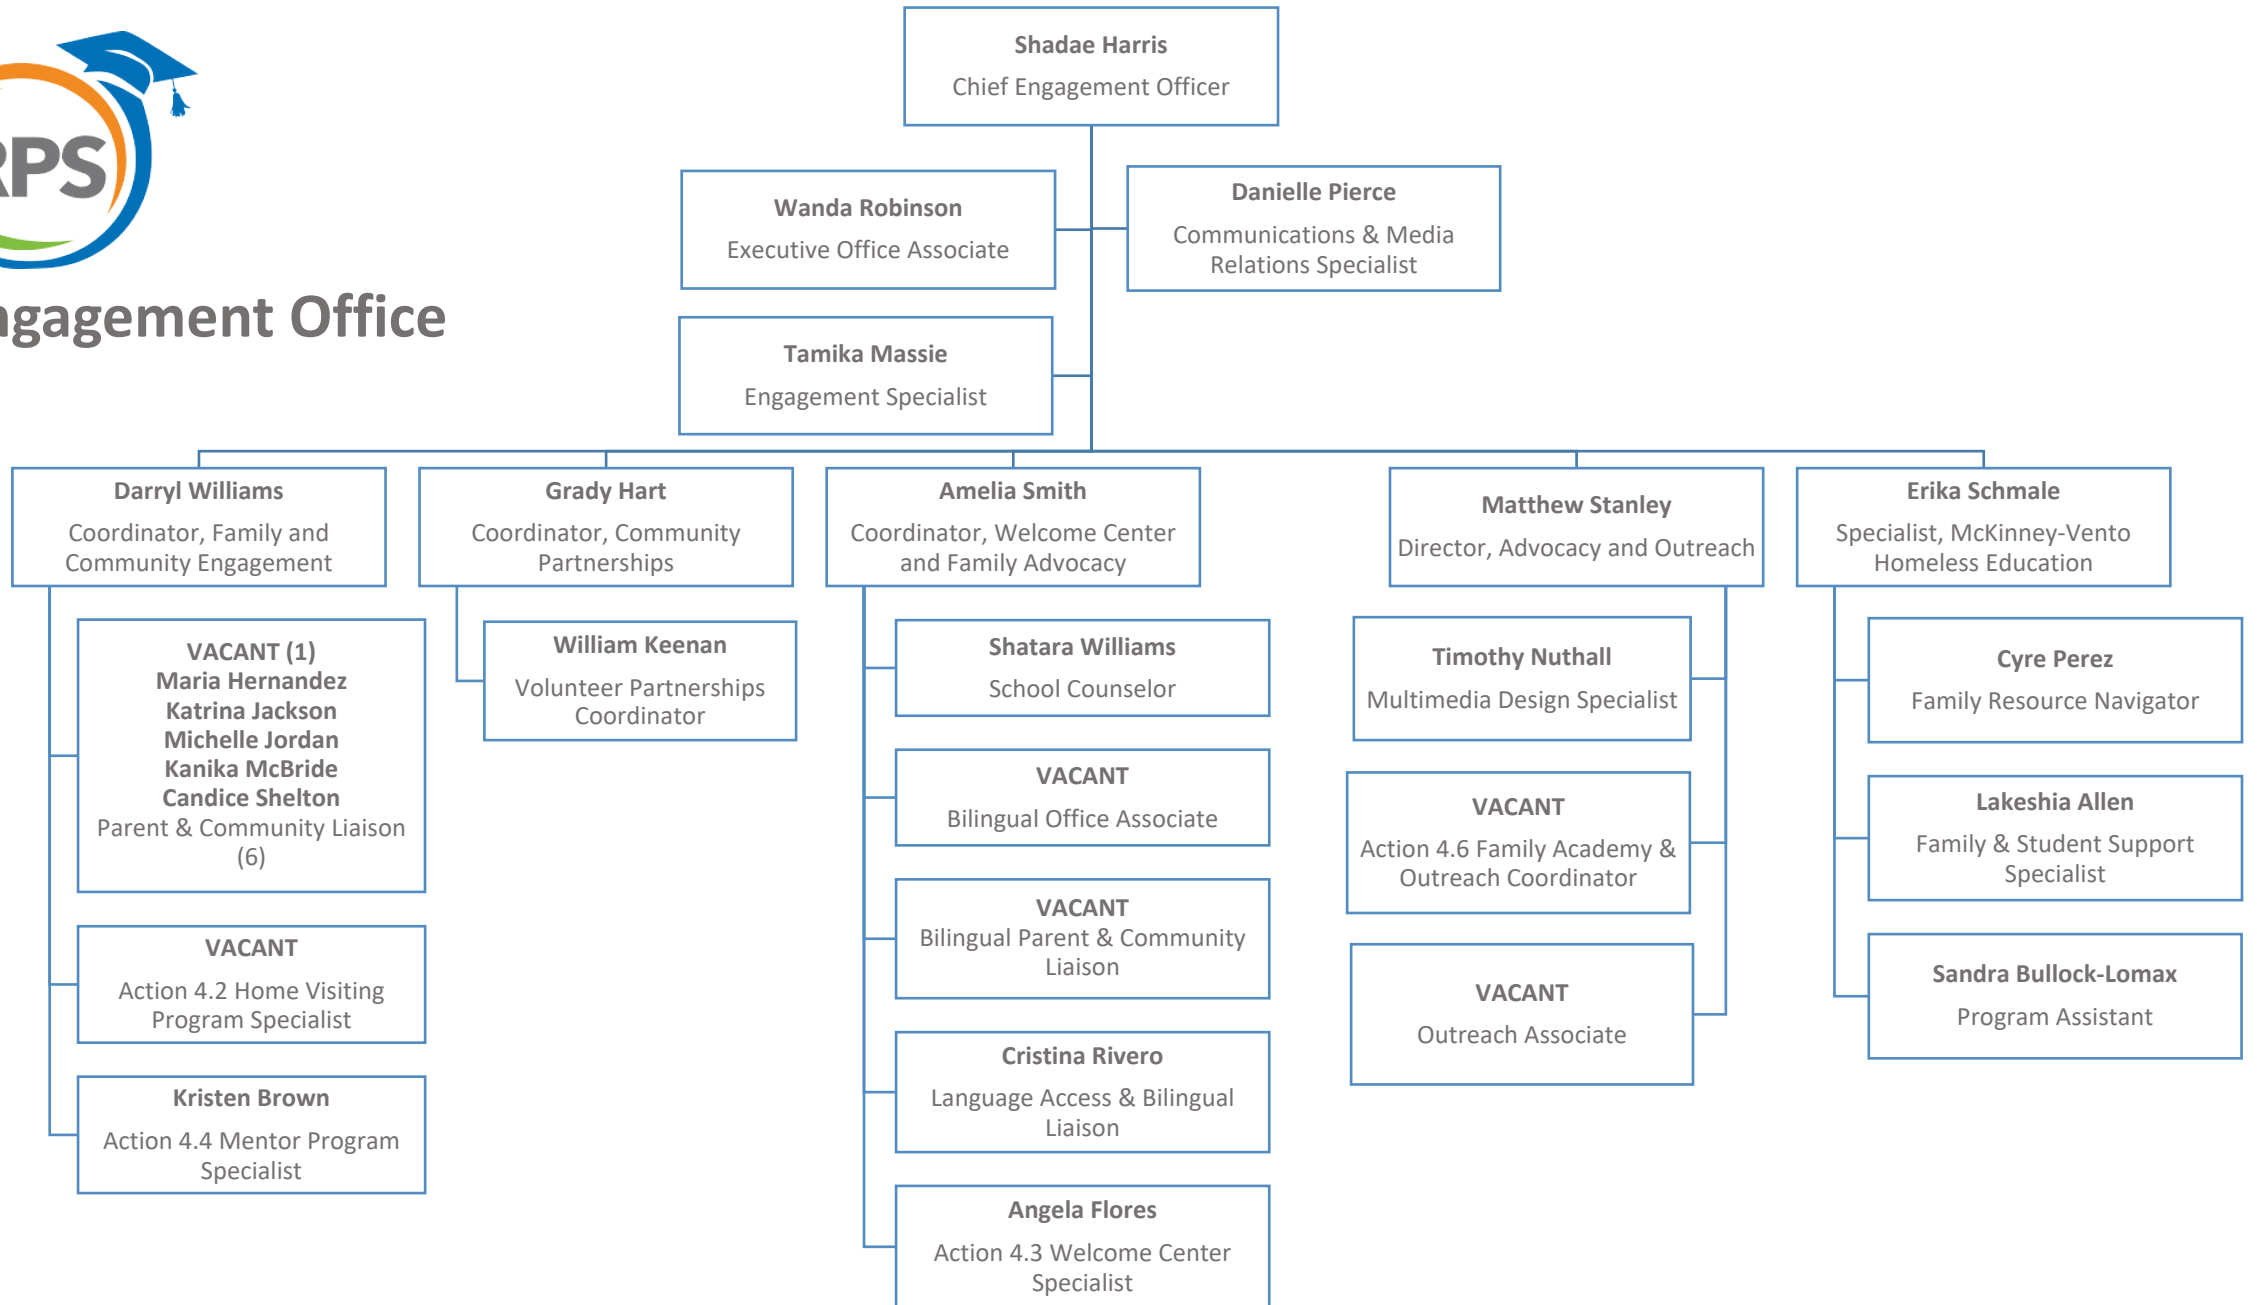 Shadae Harris
Chief Engagement Officer
RPS
Engagement Office
Wanda Robinson
Executive Office Associate
Danielle Pierce
Communications & Media
Relations Specialist
Tamika Massie
Engagement Specialist
Darryl Williams
Coordinator, Family and
Community Engagement
VACANT (1)
Maria Hernandez
Katrina Jackson
Michelle Jordan
Kanika McBride
Candice Shelton
Parent & Community Liaison
(6)
VACANT
Action 4.2 Home Visiting
Program Specialist
Kristen Brown
Action 4.4 Mentor Program
Specialist
Grady Hart
Coordinator, Community
Partnerships
William Keenan
Volunteer Partnerships
Coordinator
Amelia Smith
Coordinator, Welcome Center
and Family Advocacy
Shatara Williams
School Counselor
VACANT
Bilingual Office Associate
VACANT
Bilingual Parent & Community
Liaison
Cristina Rivero
Language Access & Bilingual
Liaison
Angela Flores
Action 4.3 Welcome Center
Specialist
Matthew Stanley
Director, Advocacy and Outreach
Timothy Nuthall
Multimedia Design Specialist
VACANT
Action 4.6 Family Academy &
Outreach Coordinator
VACANT
Outreach Associate
Erika Schmale
Specialist, McKinney-Vento
Homeless Education
Cyre Perez
Family Resource Navigator
Lakeshia Allen
Family & Student Support
Specialist
Sandra Bullock-Lomax
Program Assistant